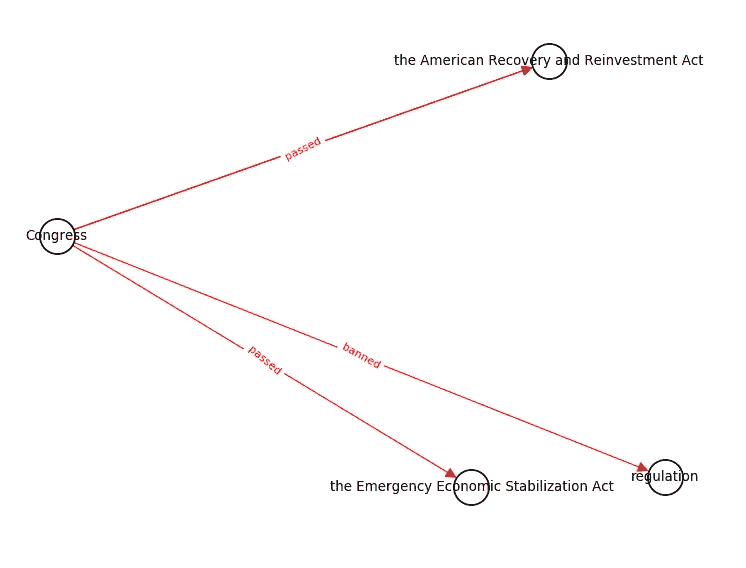 the American Recovery and Reinvestment Act
passed
Congress
banned
passed
regulation
the Emergency Economic Stabilization Act